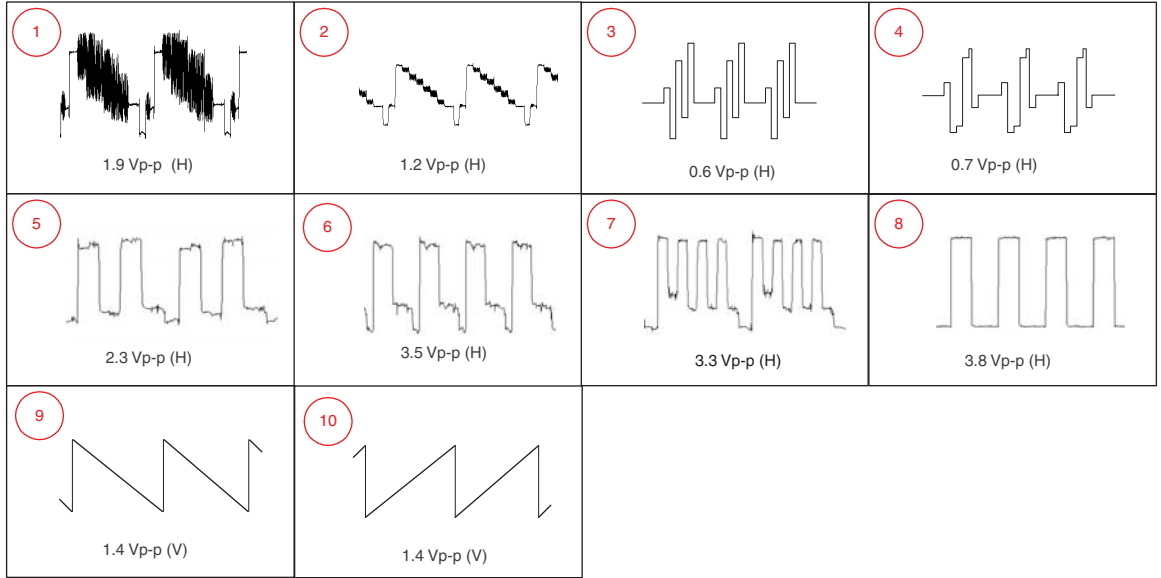 1
1.9 Vp-p (H)
2
1.2 Vp-p (H)
3
0.6 Vp-p (H)
4
0.7 Vp-p (H)
5
2.3 Vp-p (H)
6
3.5 Vp-p (H)
7
3.3 Vp-p (H)
8
3.8 Vp-p (H)
9
1.4 Vp-p (V)
10
1.4 Vp-p (V)